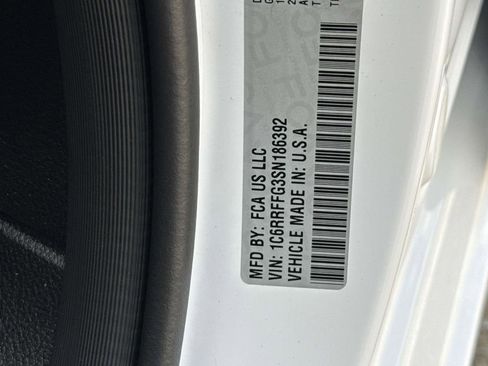 MFD BY: FCA US LLC
VIN: 1C6RRFFG3SN186392
VEHICLE MADE IN: U.S.A.